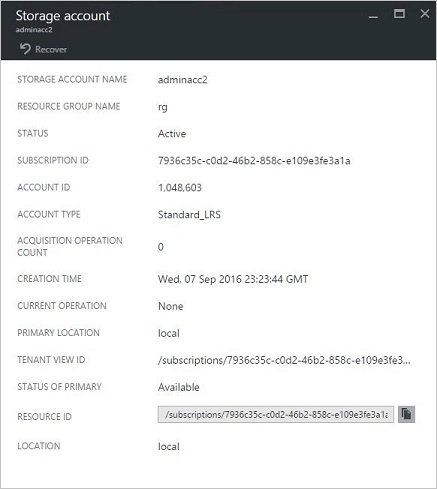 Storage account
adminacc2
Recover
STORAGE ACCOUNT NAME adminacc2
RESOURCE GROUP NAME rg
STATUS Active
SUBSCRIPTION ID 7936c35c-c0d2-46b2-858c-e109e3fe3a1a
ACCOUNT ID 1,048,603
ACCOUNT TYPE Standard_LRS
ACQUISITION OPERATION
COUNT 0
CREATION TIME Wed, 07 Sep 2016 23:23:44 GMT
CURRENT OPERATION None
PRIMARY LOCATION local
TENANT VIEW ID /subscriptions/7936c35c-c0d2-46b2-858c-e109e3fe3...
STATUS OF PRIMARY Available
RESOURCE ID /subscriptions/7936c35c-c0d2-46b2-858c-e109e3fe3a1a
LOCATION local